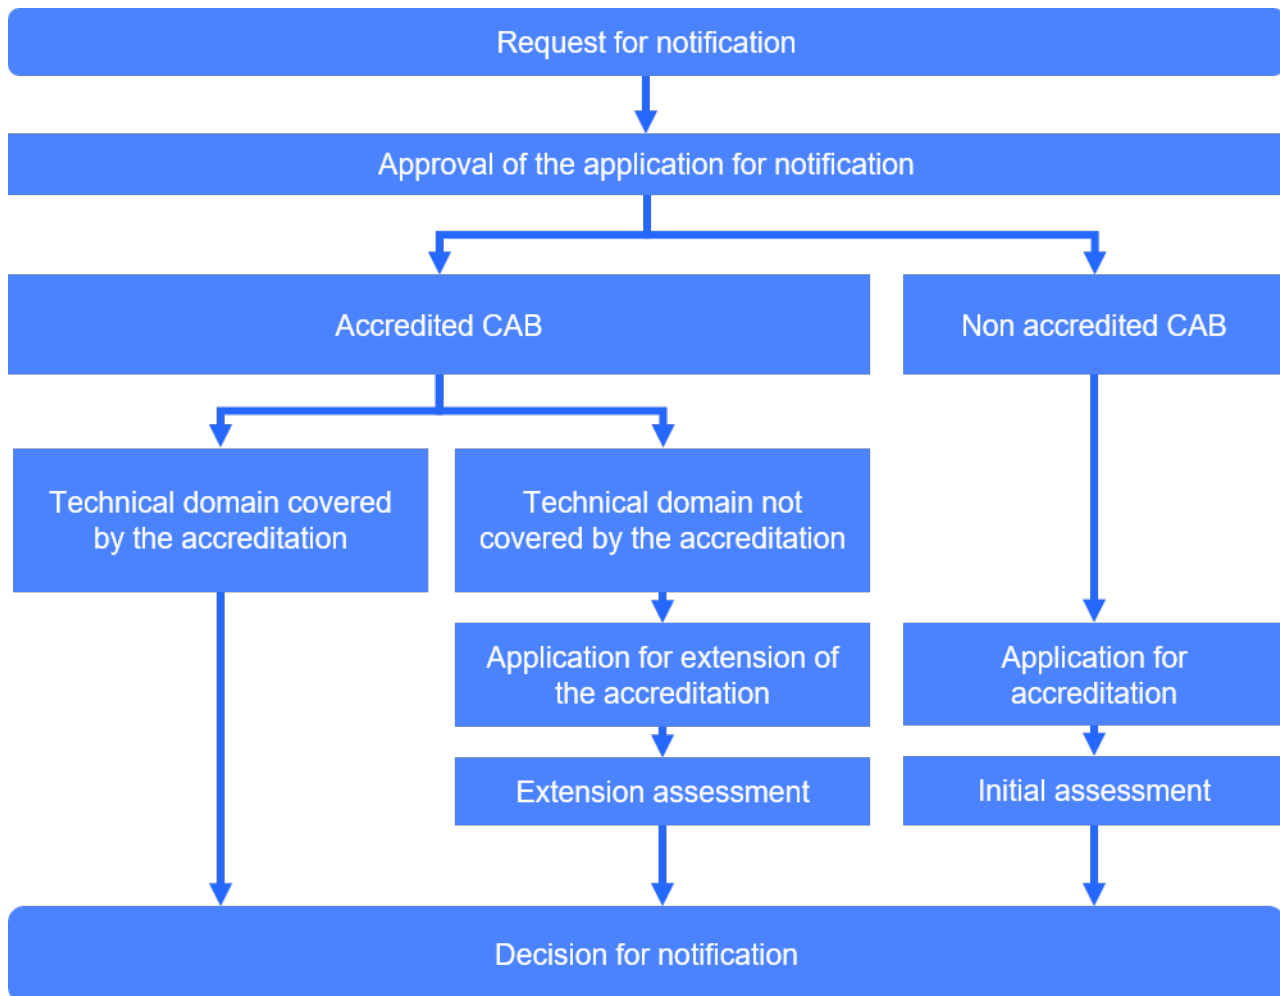 Request for notification
Approval of the application for notification
Accredited CAB
Non accredited CAB
Technical domain covered
by the accreditation
Technical domain not
covered by the accreditation
Application for extension of
the accreditation
Application for
accreditation
Extension assessment
Initial assessment
Decision for notification